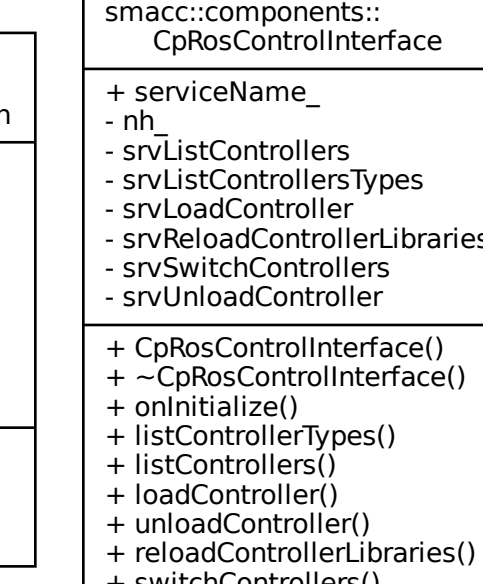 smacc::components::
CpRosControlInterface
+ serviceName_
- nh_
- srvListControllers
- srvListControllersTypes
- srvLoadController
- srvReloadControllerLibraries
- srvSwitchControllers
- srvUnloadController
+ CpRosControlInterface()
+ ~CpRosControlInterface()
+ onInitialize()
+ listControllerTypes()
+ listControllers()
+ loadController()
+ unloadController()
+ reloadControllerLibraries()
+ switchControllers()